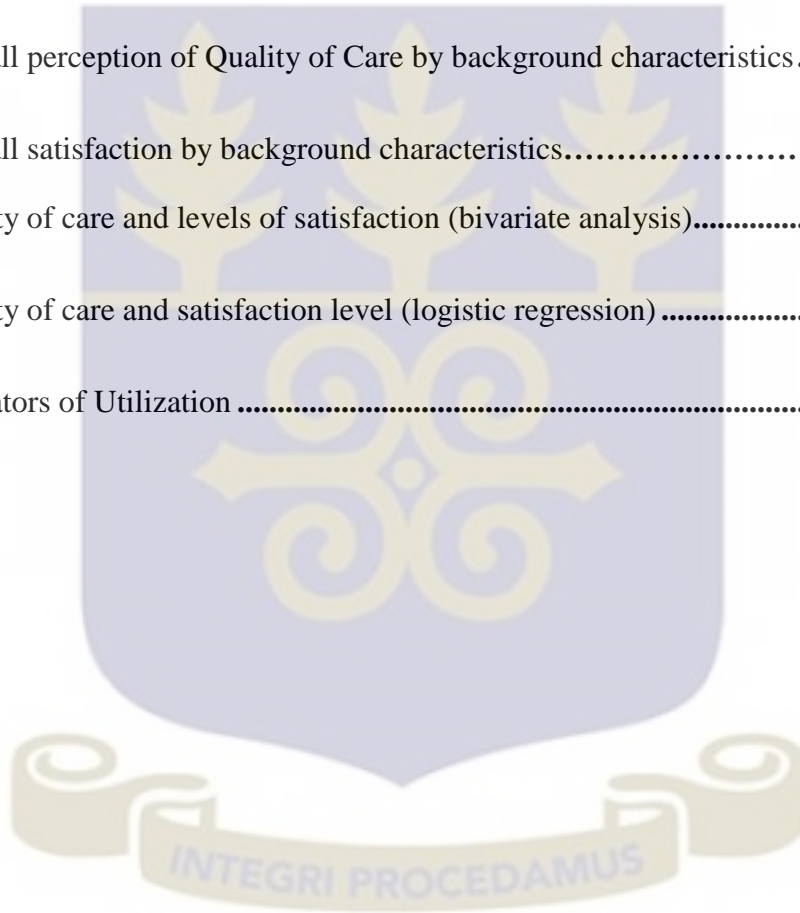 ll perception of Quality of Care by background characteristics.
ll satisfaction by background characteristics.......................
ty of care and levels of satisfaction (bivariate analysis)..............
ty of care and satisfaction level (logistic regression) ..................
ators of Utilization ........................................................................
INTEGRI PROCEDAMUS